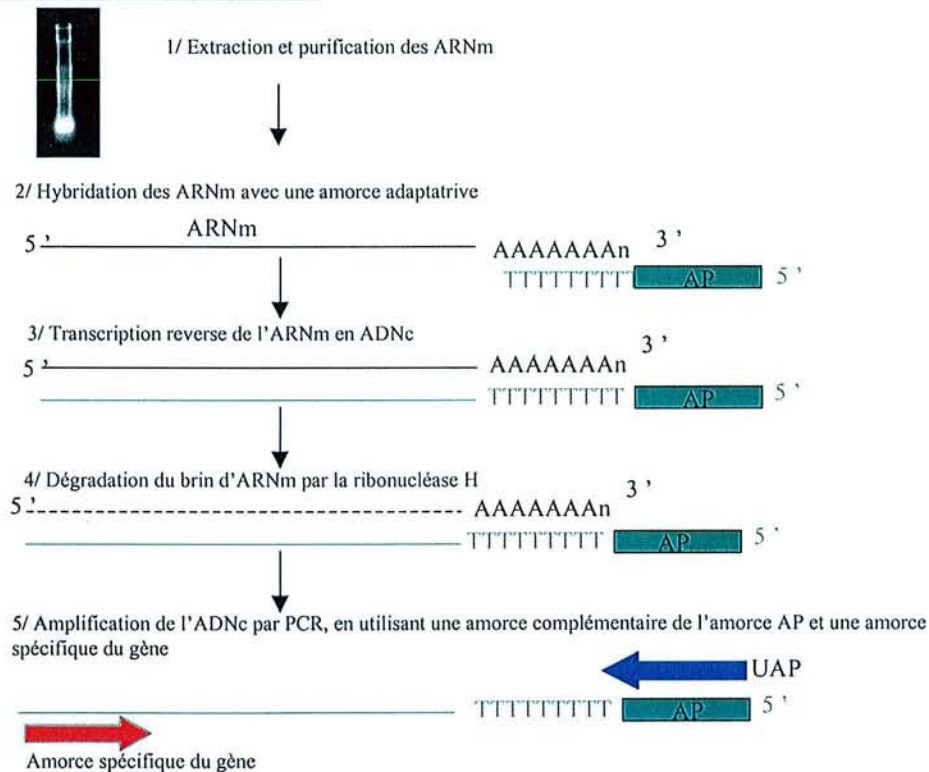 1/ Extraction et purification des ARNm
2/ Hybridation des ARNm avec une amorce adaptatrive
ARNm
5 '
AAAAAAAn
3 '
TTTTTTTT
AP
5 '
3/ Transcription reverse de l'ARNm en ADNc
5 '
AAAAAAAn
3 '
TTTTTTTTT
AP
5 '
4/ Dégradation du brin d'ARNm par la ribonucléase H
5 '
AAAAAAAn
3 '
TTTTTTTTT
AP
5 '
5/ Amplification de l'ADNc par PCR, en utilisant une amorce complémentaire de l'amorce AP et une amorce
spécifique du gène
UAP
TTTTTTTTT
AP
5 '
Amorce spécifique du gène